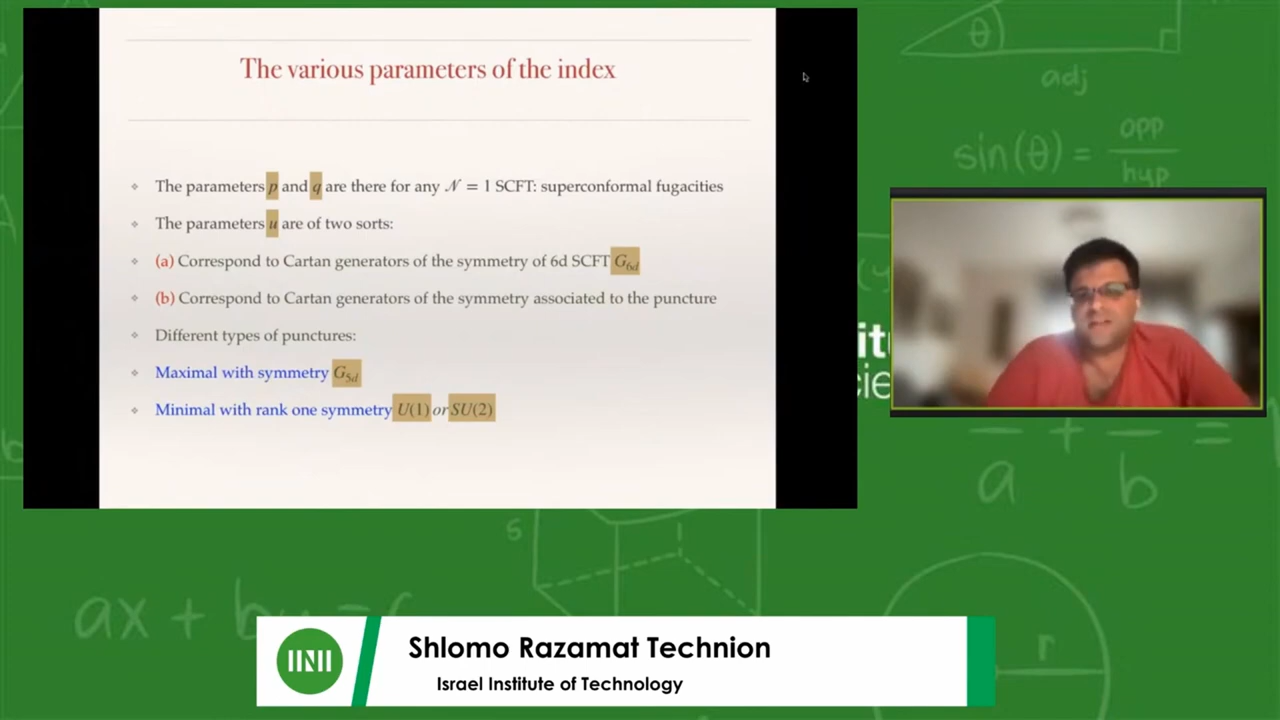 The various parameters of the index
The parameters p and q are there for any 𝒩 = 1 SCFT: superconformal fugacities
The parameters u are of two sorts:
(a) Correspond to Cartan generators of the symmetry of 6d SCFT G6d
(b) Correspond to Cartan generators of the symmetry associated to the puncture
Different types of punctures:
Maximal with symmetry G5d
Minimal with rank one symmetry U(1) or SU(2)
θ
adj
sin(θ) = opp
hyp
a + b =
s
r
ax + by = c
Shlomo Razamat Technion
Israel Institute of Technology